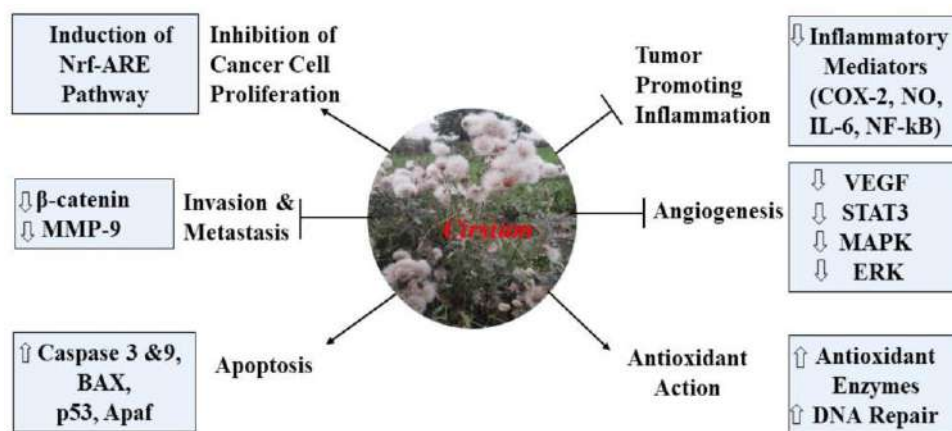 Induction of
Nrf-ARE
Pathway
Inhibition of
Cancer Cell
Proliferation
⇩ β-catenin
⇩ MMP-9
Invasion &
Metastasis
⇧ Caspase 3 &9,
BAX,
p53, Apaf
Apoptosis
Cirsium
Tumor
Promoting
Inflammation
⇩ Inflammatory
Mediators
(COX-2, NO,
IL-6, NF-kB)
Angiogenesis
⇩ VEGF
⇩ STAT3
⇩ MAPK
⇩ ERK
Antioxidant
Action
⇧ Antioxidant
Enzymes
⇧ DNA Repair